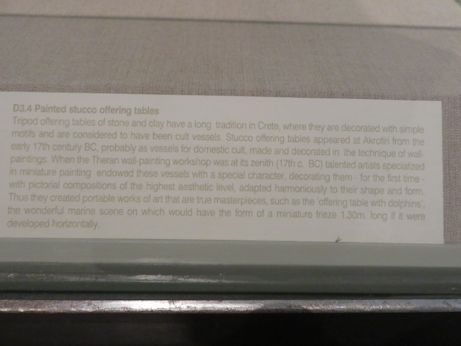 D3.4 Painted stucco offering tables
Tripod offering tables of stone and clay have a long tradition in Crete, where they are decorated with simple
motifs and are considered to have been cult vessels. Stucco offering tables appeared at Akrotiri from the
early 17th century BC, probably as vessels for domestic cult, made and decorated in the technique of wall-
paintings. When the Theran wall-painting workshop was at its zenith (17th c. BC) talented artists specialized
in miniature painting endowed these vessels with a special character, decorating them - for the first time -
with pictorial compositions of the highest aesthetic level, adapted harmoniously to their shape and form.
Thus they created portable works of art that are true masterpieces, such as the 'offering table with dolphins',
the wonderful marine scene on which would have the form of a miniature frieze 1.30m. long if it were
developed horizontally.